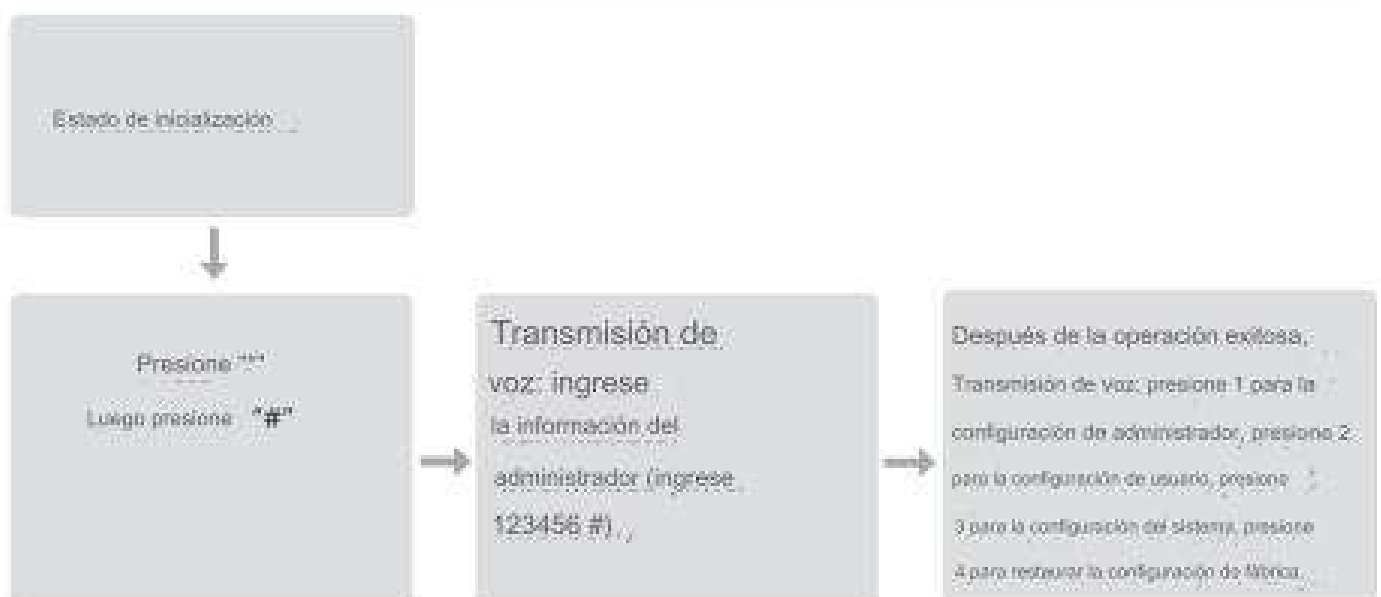 Estado de inicialización
Presione "*"
Luego presione "#"
Transmisión de
voz: ingrese
la información del
administrador (ingrese
123456 #).
Después de la operación exitosa,
Transmisión de voz: presione 1 para la
configuración de administrador, presione 2
para la configuración de usuario, presione
3 para la configuración del sistema, presione
4 para restaurar la configuración de fábrica.